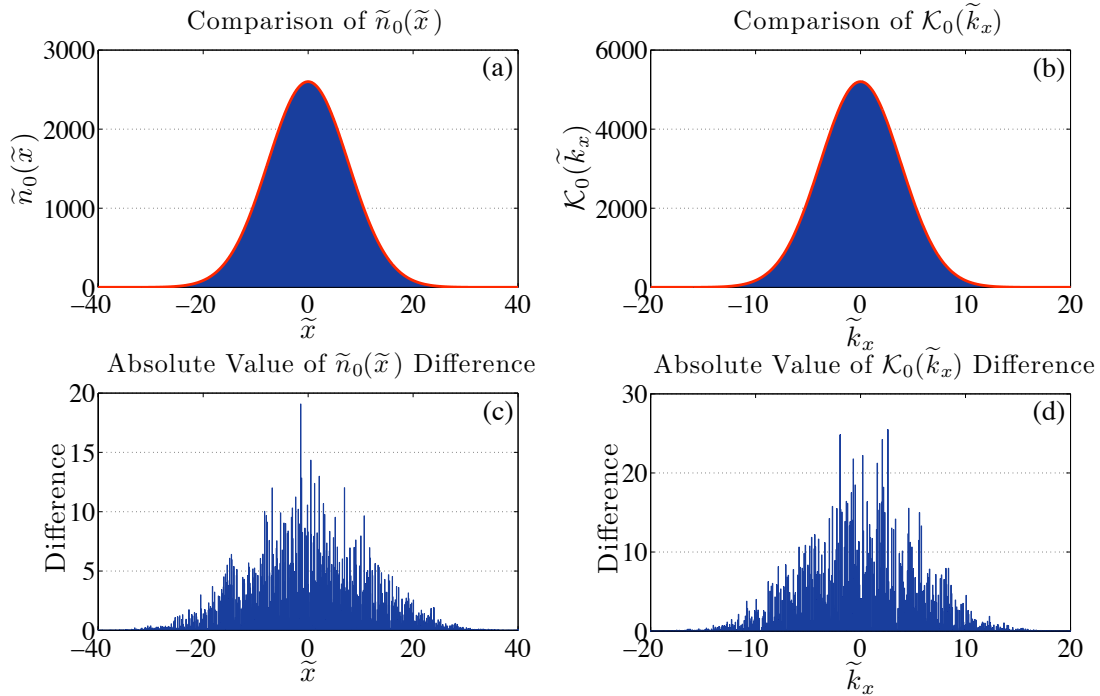 Comparison of ñ₀(x̃)
3000
2000
1000
0
ñ₀(x̃)
(a)
−40 −20 0 20 40
x̃
Comparison of 𝒦₀(k̃ₓ)
6000
4000
2000
0
𝒦₀(k̃ₓ)
(b)
−20 −10 0 10 20
k̃ₓ
Absolute Value of ñ₀(x̃) Difference
20
15
10
5
0
Difference
(c)
−40 −20 0 20 40
x̃
Absolute Value of 𝒦₀(k̃ₓ) Difference
30
20
10
0
Difference
(d)
−20 −10 0 10 20
k̃ₓ